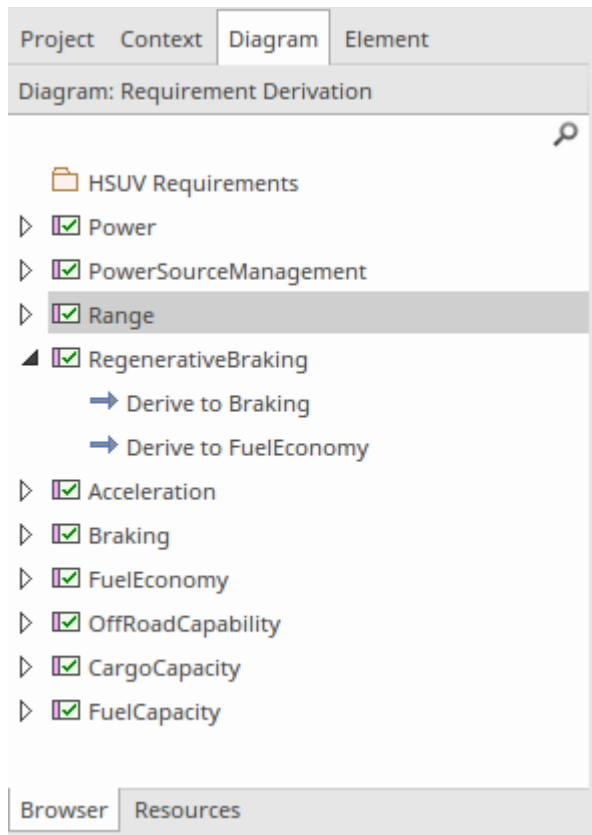 Project Context Diagram Element
Diagram: Requirement Derivation
HSUV Requirements
Power
PowerSourceManagement
Range
RegenerativeBraking
Derive to Braking
Derive to FuelEconomy
Acceleration
Braking
FuelEconomy
OffRoadCapability
CargoCapacity
FuelCapacity
Browser Resources